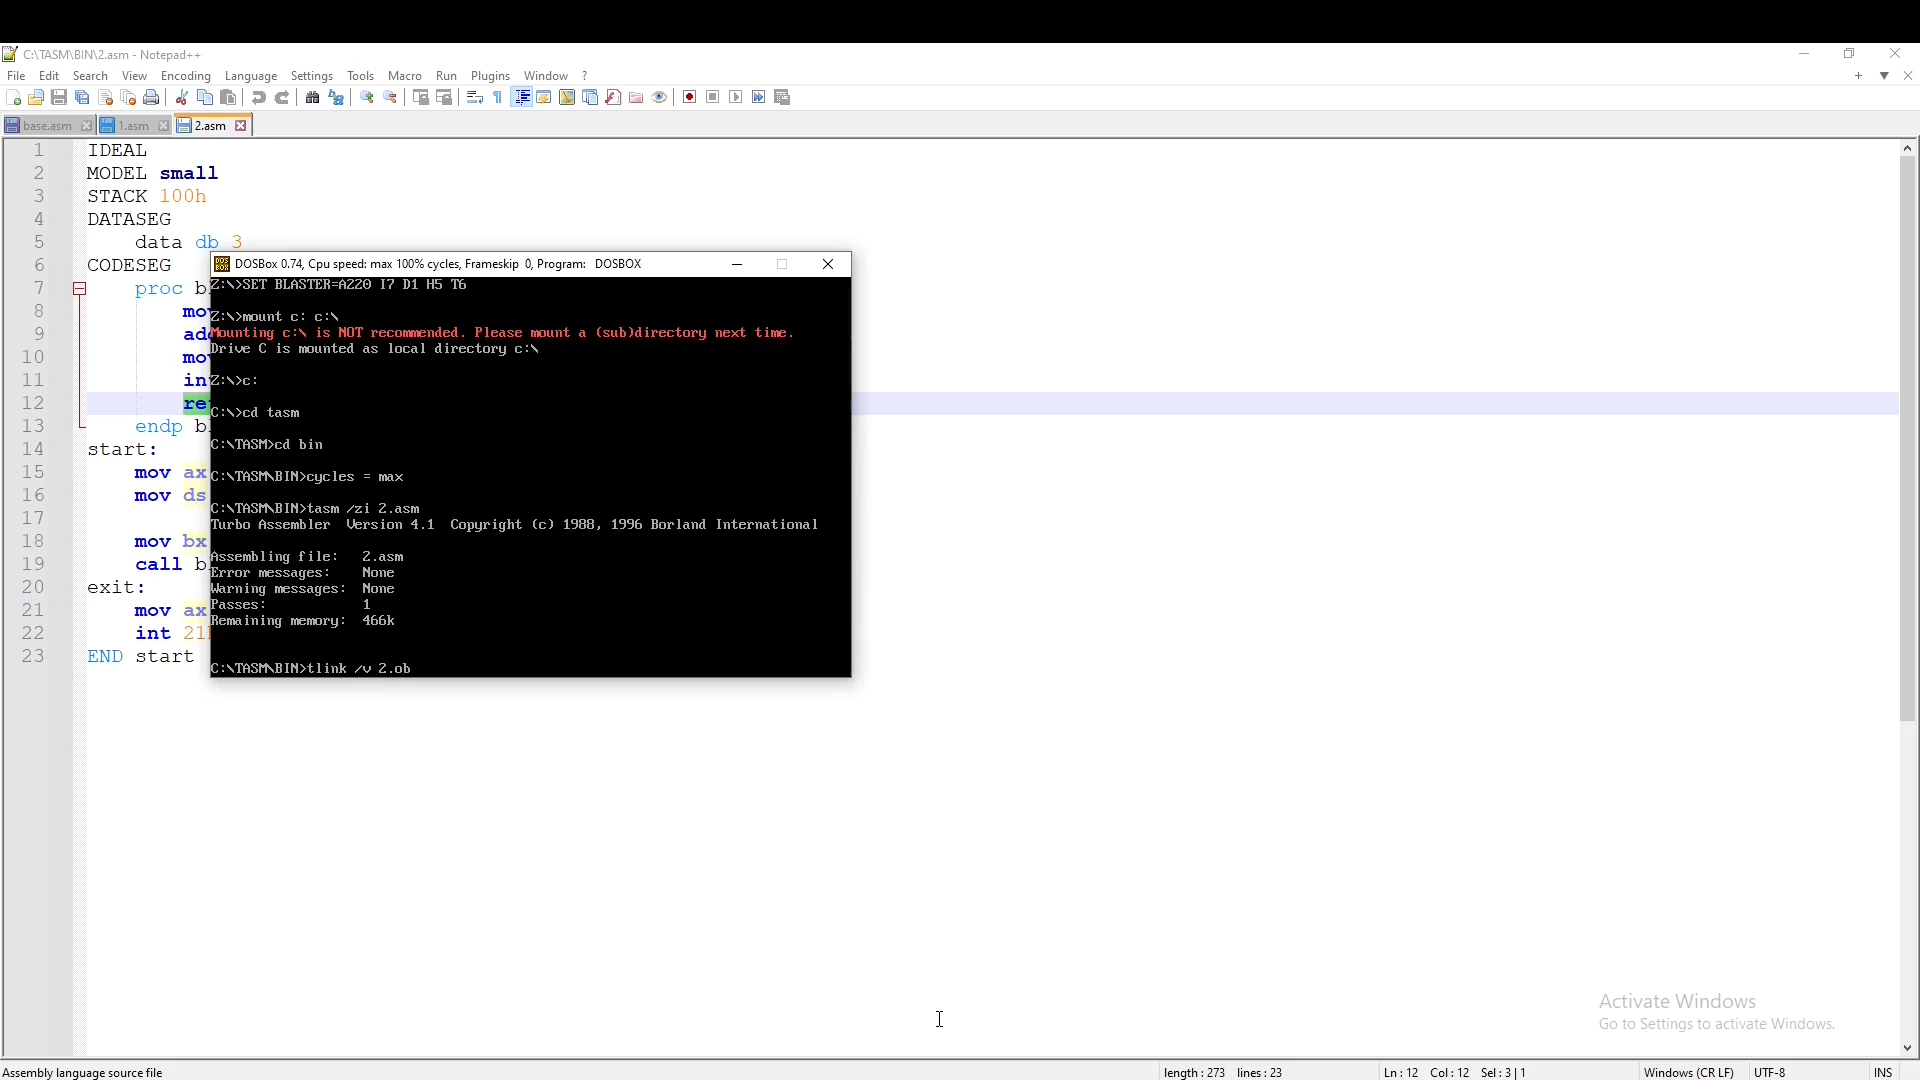 C:\TASM\BIN\2.asm - Notepad++
File Edit Search View Encoding Language Settings Tools Macro Run Plugins Window ?
base.asm 1.asm 2.asm
1 IDEAL
2 MODEL small
3 STACK 100h
4 DATASEG
5 data db 3
6 CODESEG
7 proc b
8 mo
9 ad
10 mo
11 in
12 re
13 endp b
14 start:
15 mov ax
16 mov ds
17
18 mov bx
19 call b
20 exit:
21 mov ax
22 int 21h
23 END start
DOSBox 0.74, Cpu speed: max 100% cycles, Frameskip 0, Program: DOSBOX
Z:\>SET BLASTER=A220 I7 D1 H5 T6
Z:\>mount c: c:\
Mounting c:\ is NOT recommended. Please mount a (sub)directory next time.
Drive C is mounted as local directory c:\
Z:\>c:
C:\>cd tasm
C:\TASM>cd bin
C:\TASM\BIN>cycles = max
C:\TASM\BIN>tasm /zi 2.asm
Turbo Assembler Version 4.1 Copyright (c) 1988, 1996 Borland International
Assembling file: 2.asm
Error messages: None
Warning messages: None
Passes: 1
Remaining memory: 466k
C:\TASM\BIN>tlink /v 2.ob
Activate Windows
Go to Settings to activate Windows.
Assembly language source file length : 273 lines : 23 Ln : 12 Col : 12 Sel : 3 | 1 Windows (CR LF) UTF-8 INS